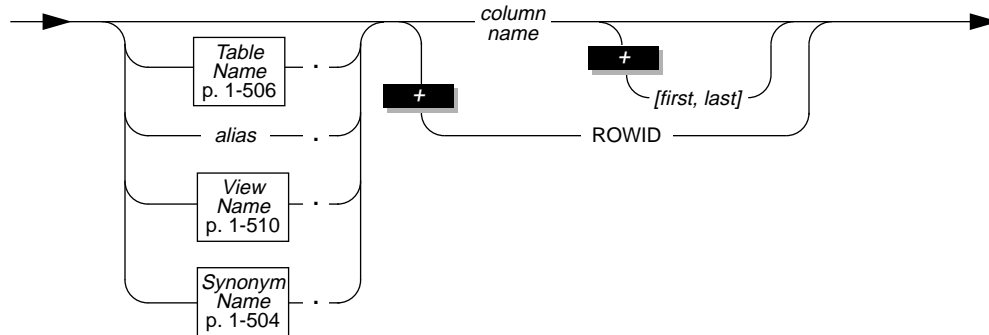 column
name
Table
Name
p. 1-506
.
+
+
[first, last]
alias .
ROWID
View
Name
p. 1-510
.
Synonym
Name
p. 1-504
.